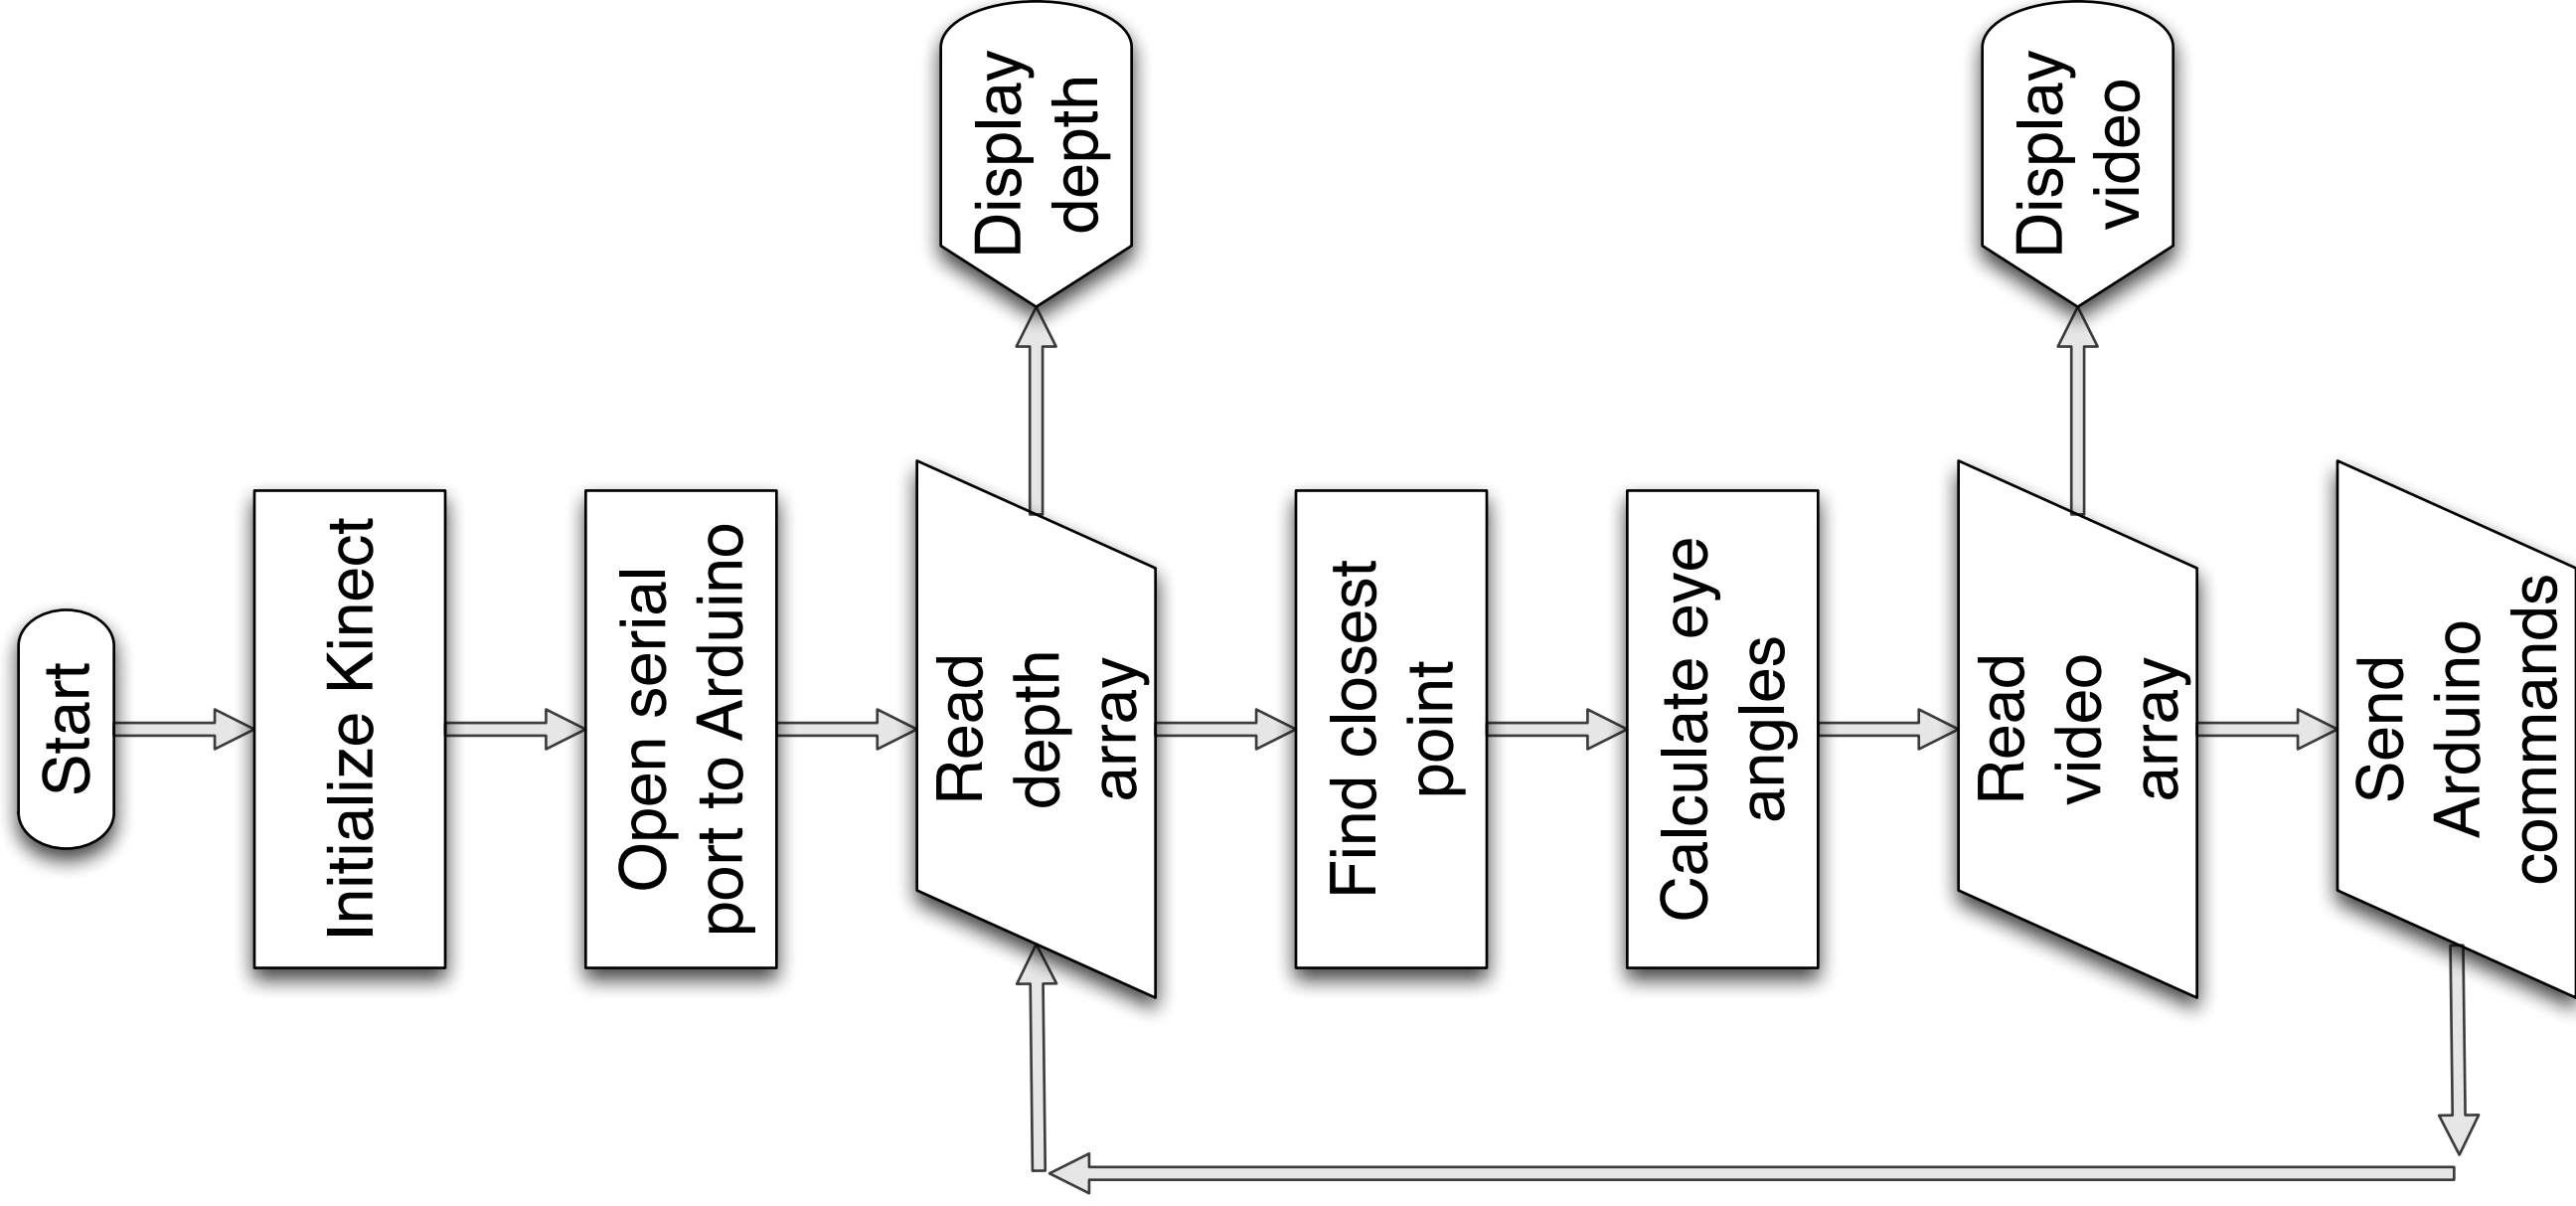 Start
Initialize Kinect
Open serial
port to Arduino
Read
depth
array
Display
depth
Find closest
point
Calculate eye
angles
Read
video
array
Display
video
Send
Arduino
commands